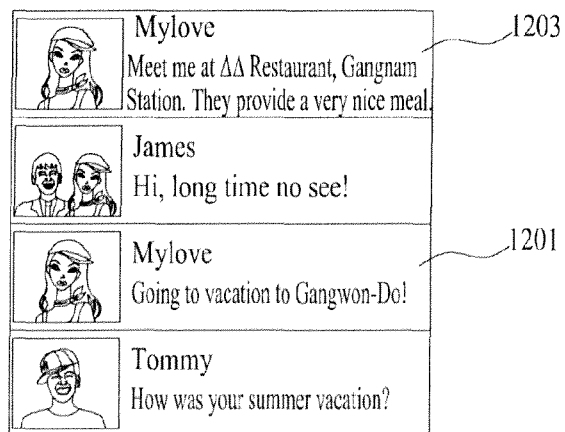 Mylove
1203
Meet me at ΔΔ Restaurant, Gangnam
Station. They provide a very nice meal.
James
Hi, long time no see!
Mylove
1201
Going to vacation to Gangwon-Do!
Tommy
How was your summer vacation?